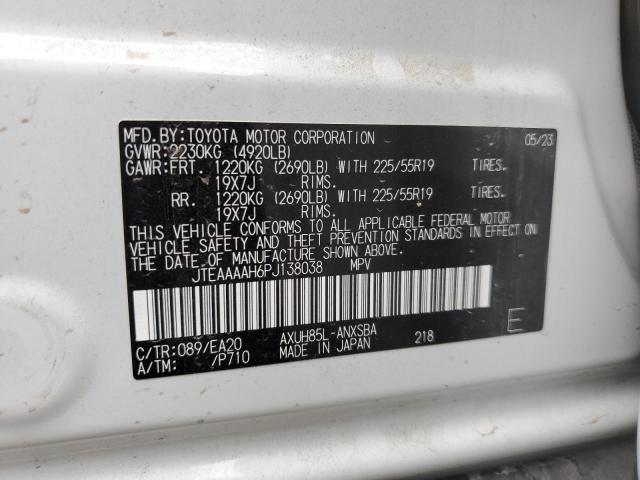 MFD.BY:TOYOTA MOTOR CORPORATION 05/23
GVWR:2230KG (4920LB)
GAWR:FRT. 1220KG (2690LB) WITH 225/55R19 TIRES.
19X7J RIMS.
RR. 1220KG (2690LB) WITH 225/55R19 TIRES.
19X7J RIMS.
THIS VEHICLE CONFORMS TO ALL APPLICABLE FEDERAL MOTOR
VEHICLE SAFETY AND THEFT PREVENTION STANDARDS IN EFFECT ON
THE DATE OF MANUFACTURE SHOWN ABOVE.
JTEAAAAH6PJ138038 MPV
C/TR:089/EA20 AXUH85L-ANXSBA 218 E
A/TM: /P710 MADE IN JAPAN